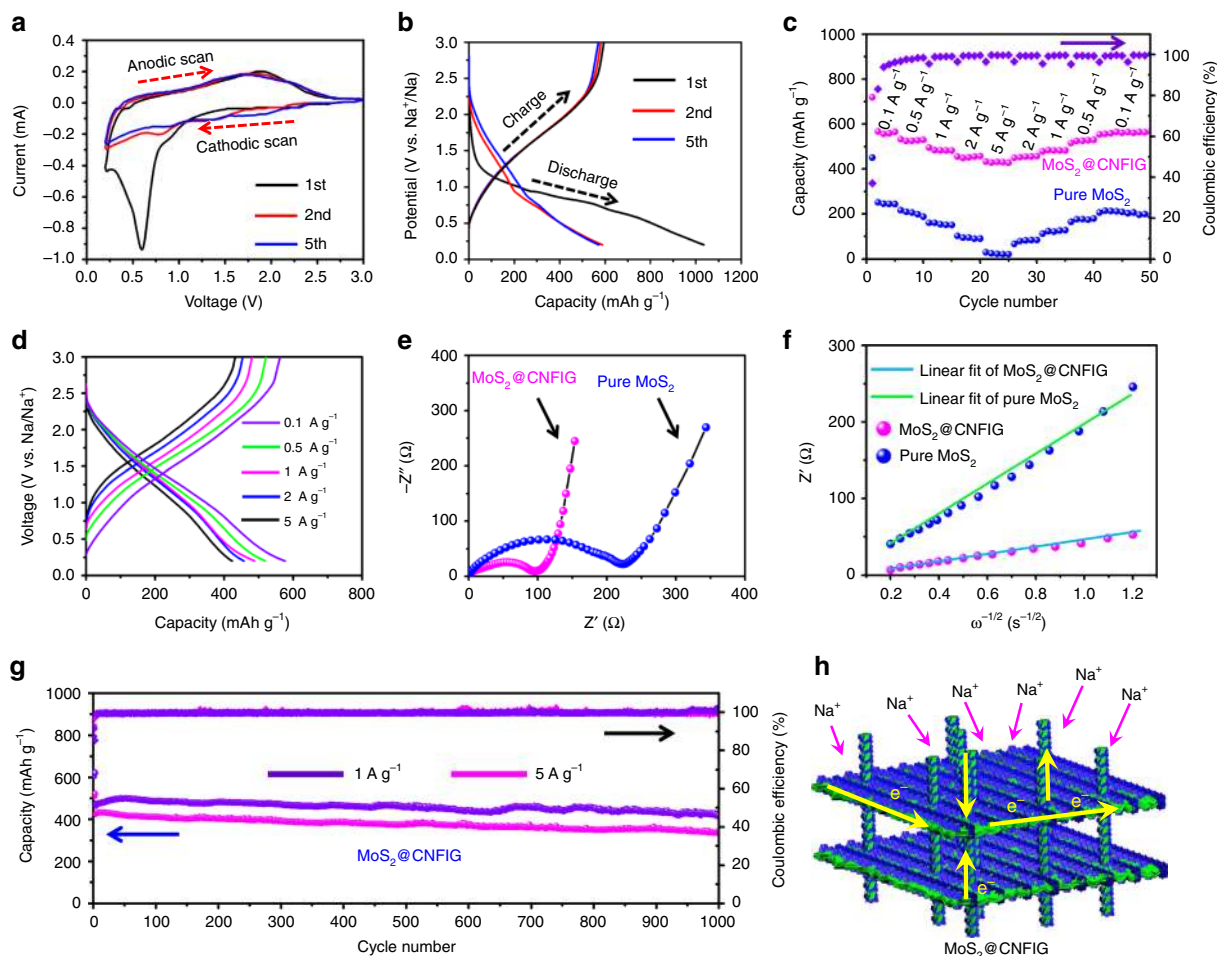 a
0.4
0.2
0.0
−0.2
−0.4
−0.6
−0.8
−1.0
Current (mA)
Anodic scan
Cathodic scan
1st
2nd
5th
0.0 0.5 1.0 1.5 2.0 2.5 3.0
Voltage (V)
b
3.0
2.5
2.0
1.5
1.0
0.5
0.0
Potential (V vs. Na⁺/Na)
Charge
Discharge
1st
2nd
5th
0 200 400 600 800 1000 1200
Capacity (mAh g⁻¹)
c
1000
900
800
600
400
200
0
Capacity (mAh g⁻¹)
0.1 A g⁻¹
0.5 A g⁻¹
1 A g⁻¹
2 A g⁻¹
5 A g⁻¹
2 A g⁻¹
1 A g⁻¹
0.5 A g⁻¹
0.1 A g⁻¹
MoS₂@CNFIG
Pure MoS₂
100
80
60
40
20
0
Coulombic efficiency (%)
0 10 20 30 40 50
Cycle number
d
3.0
2.5
2.0
1.5
1.0
0.5
0.0
Voltage (V vs. Na/Na⁺)
0.1 A g⁻¹
0.5 A g⁻¹
1 A g⁻¹
2 A g⁻¹
5 A g⁻¹
0 200 400 600 800
Capacity (mAh g⁻¹)
e
400
300
200
100
0
−Z″ (Ω)
MoS₂@CNFIG
Pure MoS₂
0 100 200 300 400
Z′ (Ω)
f
300
200
100
0
Z′ (Ω)
Linear fit of MoS₂@CNFIG
Linear fit of pure MoS₂
MoS₂@CNFIG
Pure MoS₂
0.2 0.4 0.6 0.8 1.0 1.2
ω⁻¹/² (s⁻¹/²)
g
1000
900
800
600
500
400
300
200
0
Capacity (mAh g⁻¹)
1 A g⁻¹
5 A g⁻¹
MoS₂@CNFIG
100
80
60
40
20
0
Coulombic efficiency (%)
0 100 200 300 400 500 600 700 800 900 1000
Cycle number
h
Na⁺
Na⁺
Na⁺
Na⁺
Na⁺
Na⁺
Na⁺
e⁻
e⁻
e⁻
e⁻
MoS₂@CNFIG